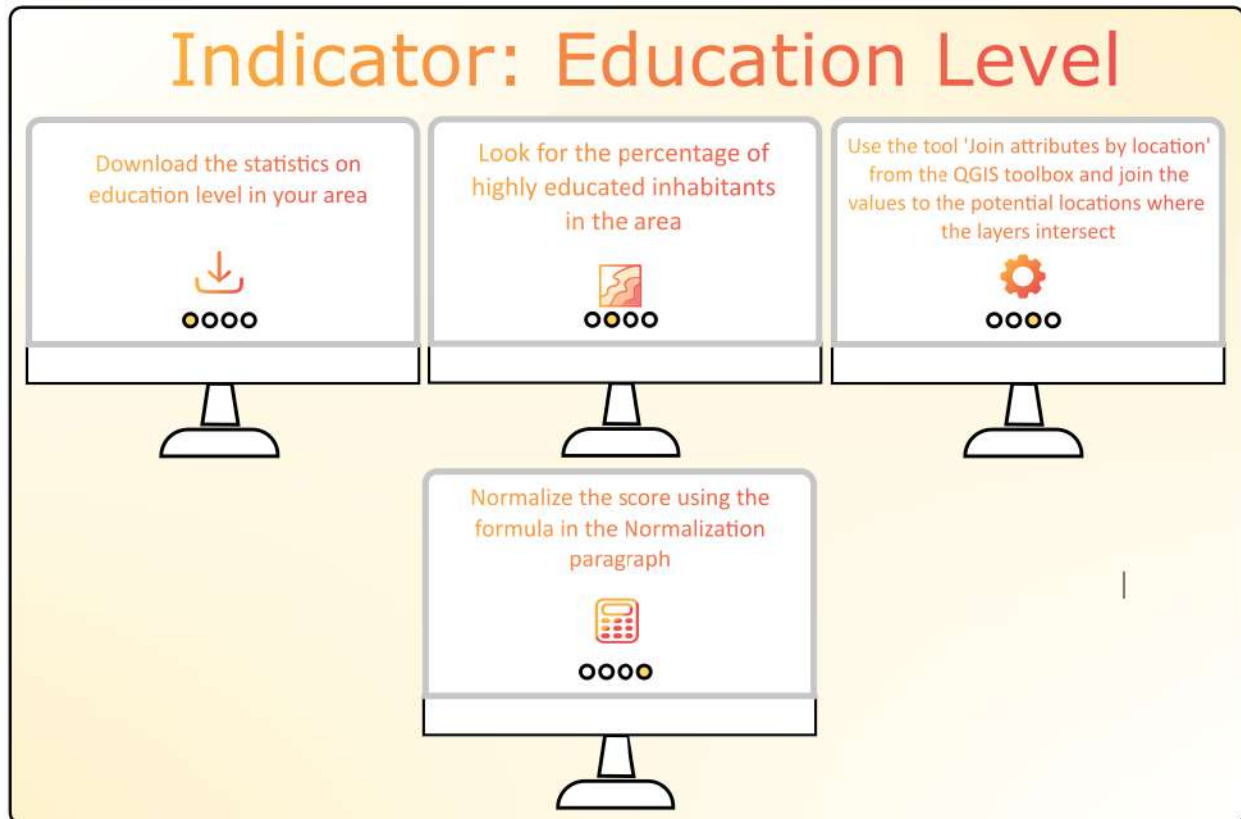 Indicator: Education Level
Download the statistics on
education level in your area
Look for the percentage of
highly educated inhabitants
in the area
Use the tool 'Join attributes by location'
from the QGIS toolbox and join the
values to the potential locations where
the layers intersect
Normalize the score using the
formula in the Normalization
paragraph